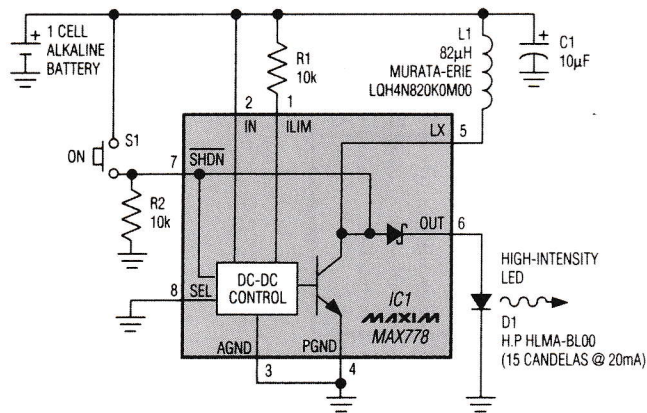 +
1 CELL
ALKALINE
BATTERY
R1
10k
L1
82µH
MURATA-ERIE
LQH4N820K0M00
+
C1
10µF
2
1
IN
ILIM
LX
5
S1
ON
7
SHDN
R2
10k
OUT
6
DC-DC
CONTROL
8
SEL
IC1
MAXIM
MAX778
HIGH-INTENSITY
LED
D1
H.P HLMA-BL00
(15 CANDELAS @ 20mA)
AGND
PGND
3
4